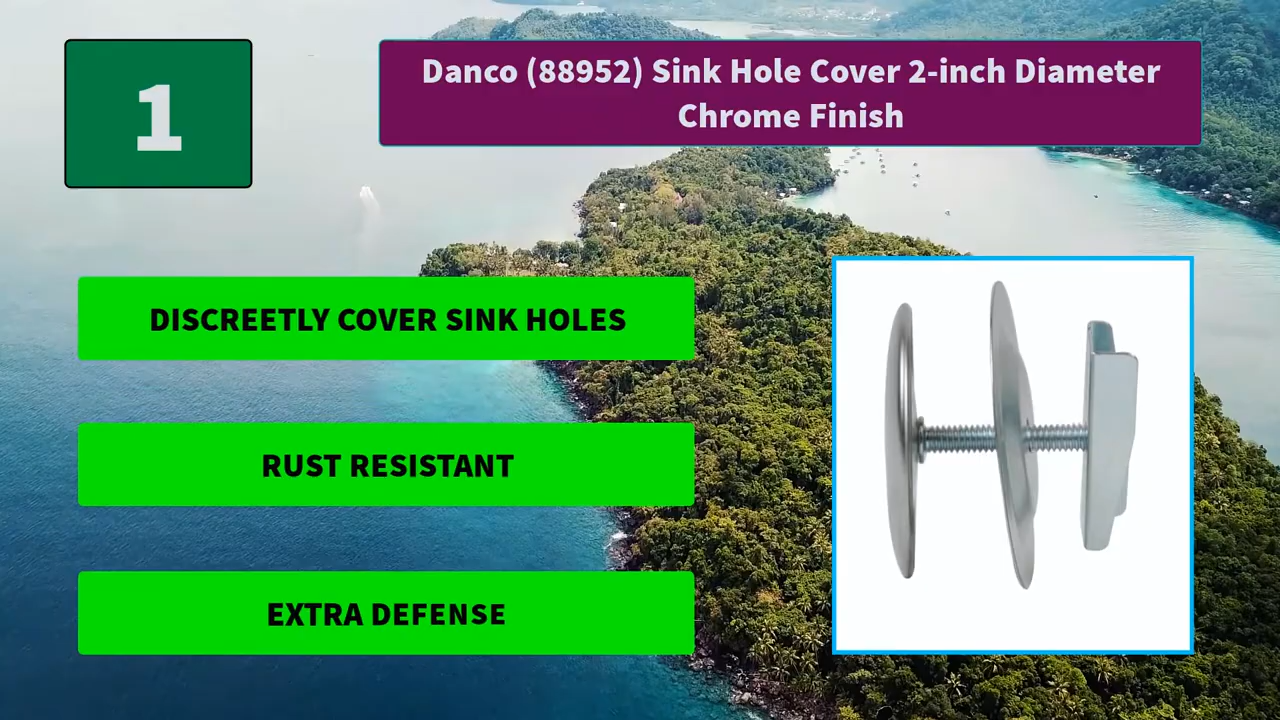 1
Danco (88952) Sink Hole Cover 2-inch Diameter
Chrome Finish
DISCREETLY COVER SINK HOLES
RUST RESISTANT
EXTRA DEFENSE